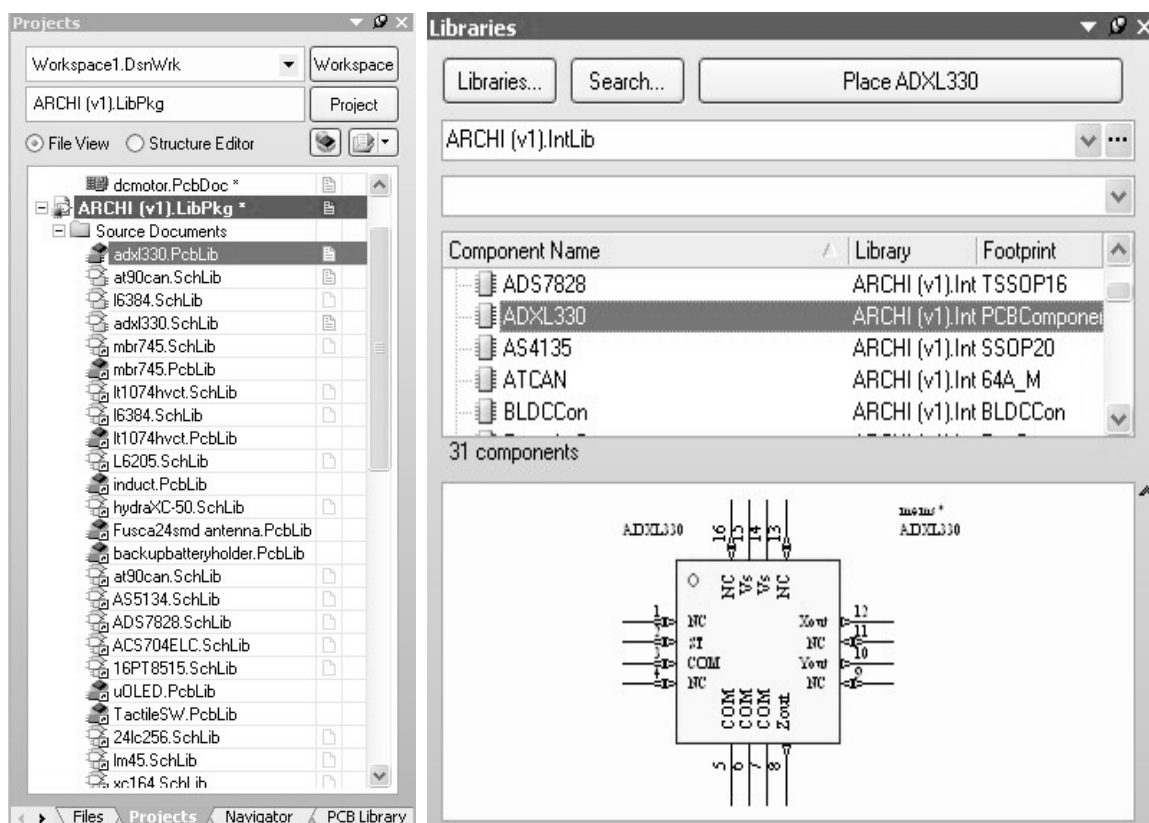 Projects
Workspace1.DsnWrk
Workspace
ARCHI (v1).LibPkg
Project
File View
Structure Editor
dcmotor.PcbDoc *
ARCHI (v1).LibPkg *
Source Documents
adxl330.PcbLib
at90can.SchLib
l6384.SchLib
adxl330.SchLib
mbr745.SchLib
mbr745.PcbLib
lt1074hvct.SchLib
l6384.SchLib
lt1074hvct.PcbLib
L6205.SchLib
induct.PcbLib
hydraXC-50.SchLib
Fusca24smd antenna.PcbLib
backupbatteryholder.PcbLib
at90can.SchLib
AS5134.SchLib
ADS7828.SchLib
ACS704ELC.SchLib
16PT8515.SchLib
uOLED.PcbLib
TactileSW.PcbLib
24lc256.SchLib
lm45.SchLib
xc164.SchLib
Files
Projects
Navigator
PCB Library
Libraries
Libraries...
Search...
Place ADXL330
ARCHI (v1).IntLib
...
Component Name
Library
Footprint
ADS7828 ARCHI (v1).Int TSSOP16
ADXL330 ARCHI (v1).Int PCBComponen
AS4135 ARCHI (v1).Int SSOP20
ATCAN ARCHI (v1).Int 64A_M
BLDCCon ARCHI (v1).Int BLDCCon
31 components
mems *
ADXL330
ADXL330
16 15 14 13
NC Vs Vs NC
1 NC Xout 12
2 ST NC 11
3 COM Yout 10
4 NC NC 9
COM COM COM Zout
5 6 7 8